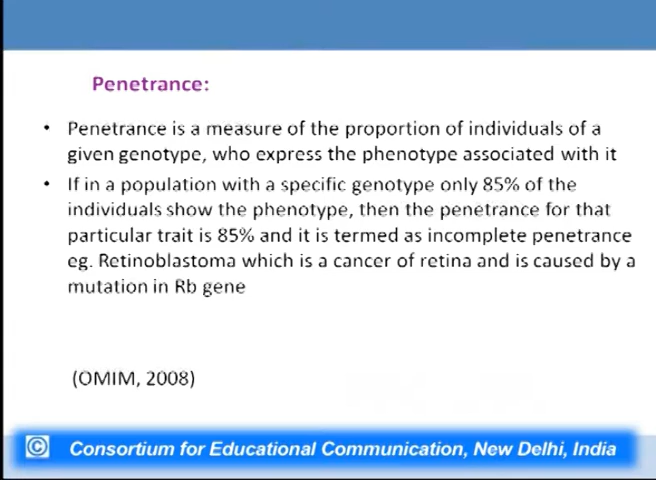 Penetrance:
• Penetrance is a measure of the proportion of individuals of a
given genotype, who express the phenotype associated with it
• If in a population with a specific genotype only 85% of the
individuals show the phenotype, then the penetrance for that
particular trait is 85% and it is termed as incomplete penetrance
eg. Retinoblastoma which is a cancer of retina and is caused by a
mutation in Rb gene
(OMIM, 2008)
© Consortium for Educational Communication, New Delhi, India